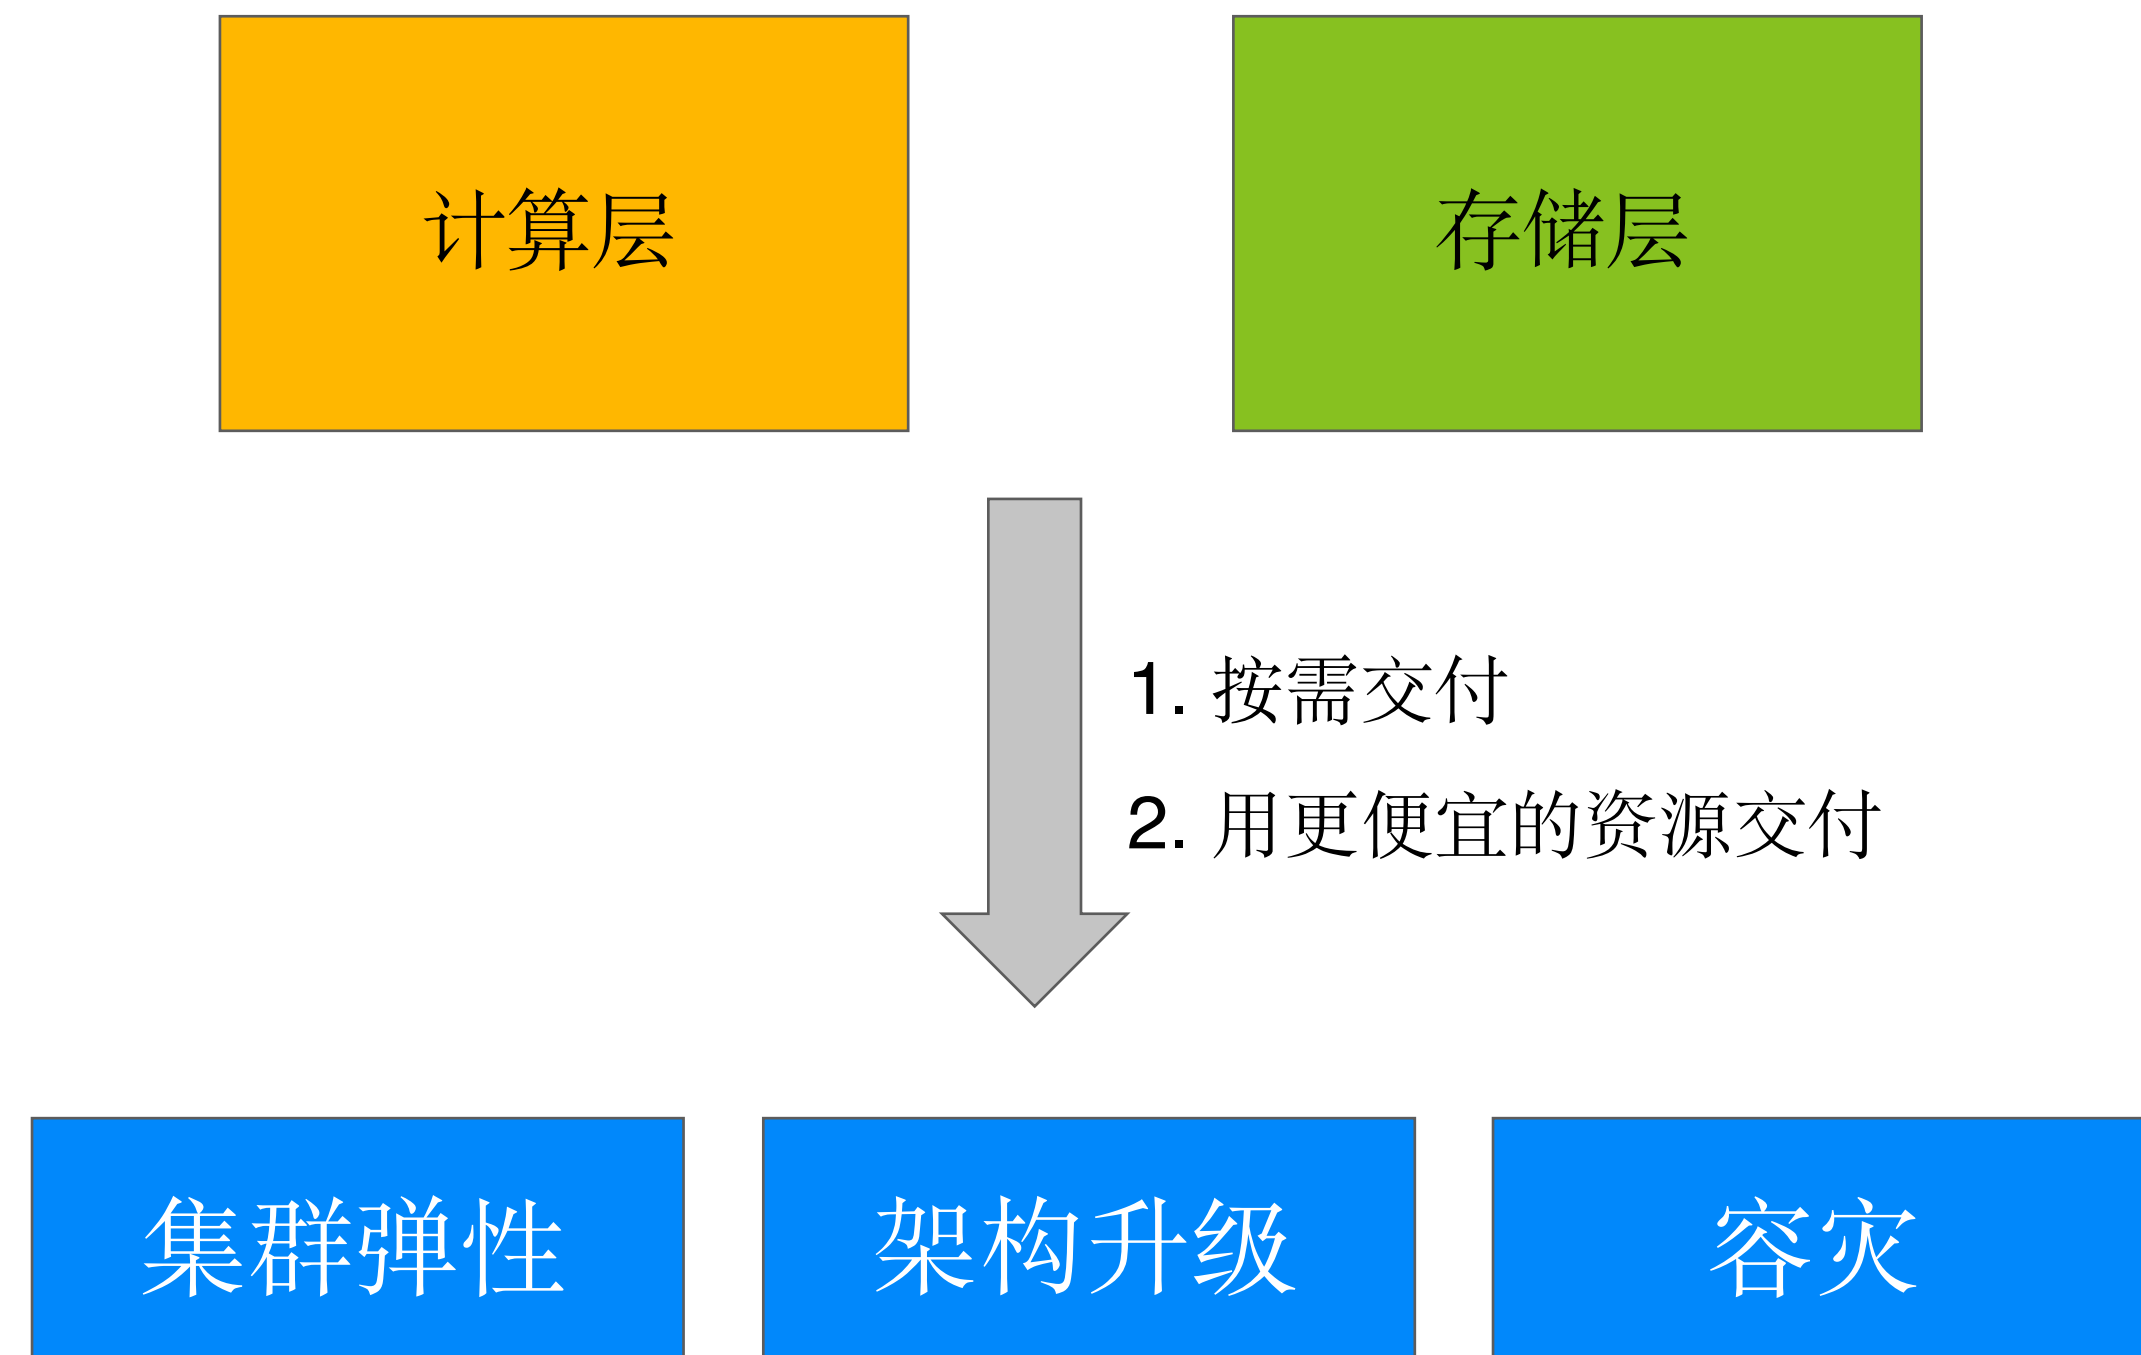 计算层
存储层
1. 按需交付
2. 用更便宜的资源交付
集群弹性
架构升级
容灾